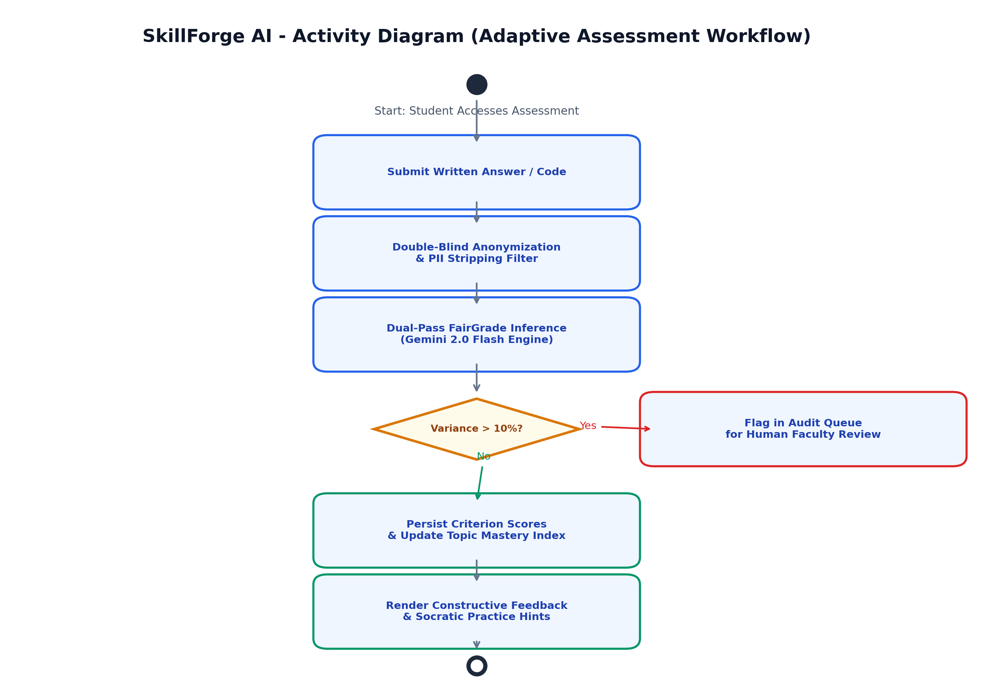 SkillForge AI - Activity Diagram (Adaptive Assessment Workflow)
Start: Student Accesses Assessment
Submit Written Answer / Code
Double-Blind Anonymization
& PII Stripping Filter
Dual-Pass FairGrade Inference
(Gemini 2.0 Flash Engine)
Variance > 10%?
Yes
Flag in Audit Queue
for Human Faculty Review
No
Persist Criterion Scores
& Update Topic Mastery Index
Render Constructive Feedback
& Socratic Practice Hints